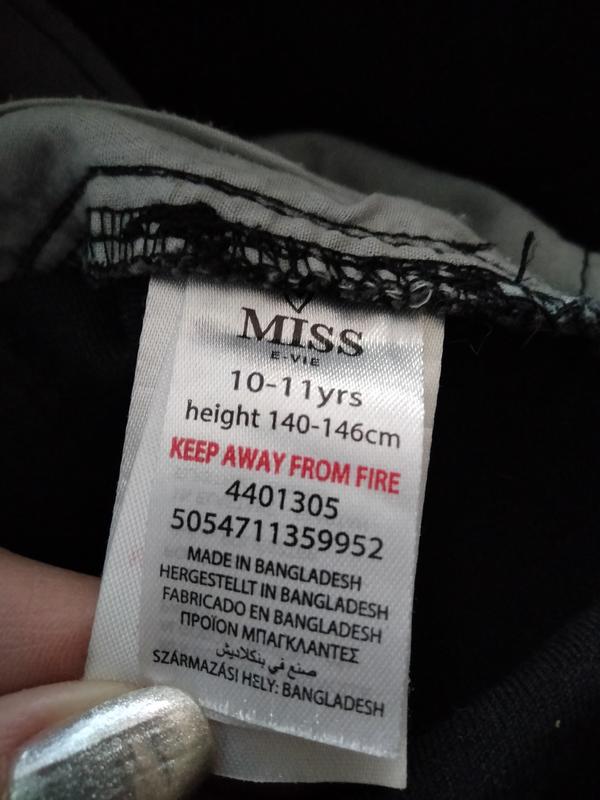 MISS
E-VIE
10-11yrs
height 140-146cm
KEEP AWAY FROM FIRE
4401305
5054711359952
MADE IN BANGLADESH
HERGESTELLT IN BANGLADESH
FABRICADO EN BANGLADESH
ΠΡΟΪΟΝ ΜΠΑΓΚΛΑΝΤΕΣ
صنع في بنكلاديش
SZÁRMAZÁSI HELY: BANGLADESH